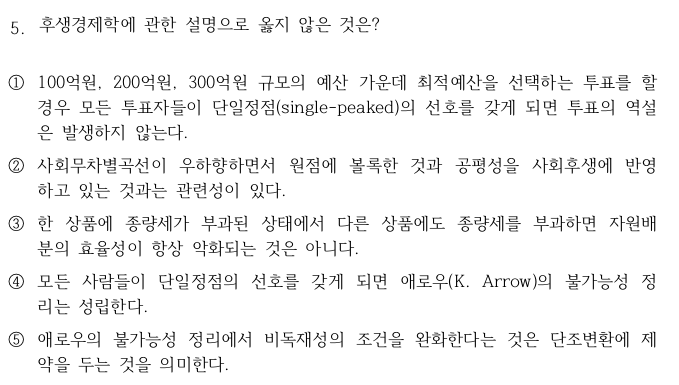 5. 후생경제학에 관한 설명으로 옳지 않은 것은?
① 100억원, 200억원, 300억원 규모의 예산 가운데 최적예산을 선택하는 투표를 할
경우 모든 투표자들이 단일정점(single-peaked)의 선호를 갖게 되면 투표의 역설
은 발생하지 않는다.
② 사회무차별곡선이 우하향하면서 원점에 볼록한 것과 공평성을 사회후생에 반영
하고 있는 것과는 관련성이 있다.
③ 한 상품에 종량세가 부과된 상태에서 다른 상품에도 종량세를 부과하면 자원배
분의 효율성이 항상 악화되는 것은 아니다.
④ 모든 사람들이 단일정점의 선호를 갖게 되면 애로우(K. Arrow)의 불가능성 정
리는 성립한다.
⑤ 애로우의 불가능성 정리에서 비독재성의 조건을 완화한다는 것은 단조변환에 제
약을 두는 것을 의미한다.